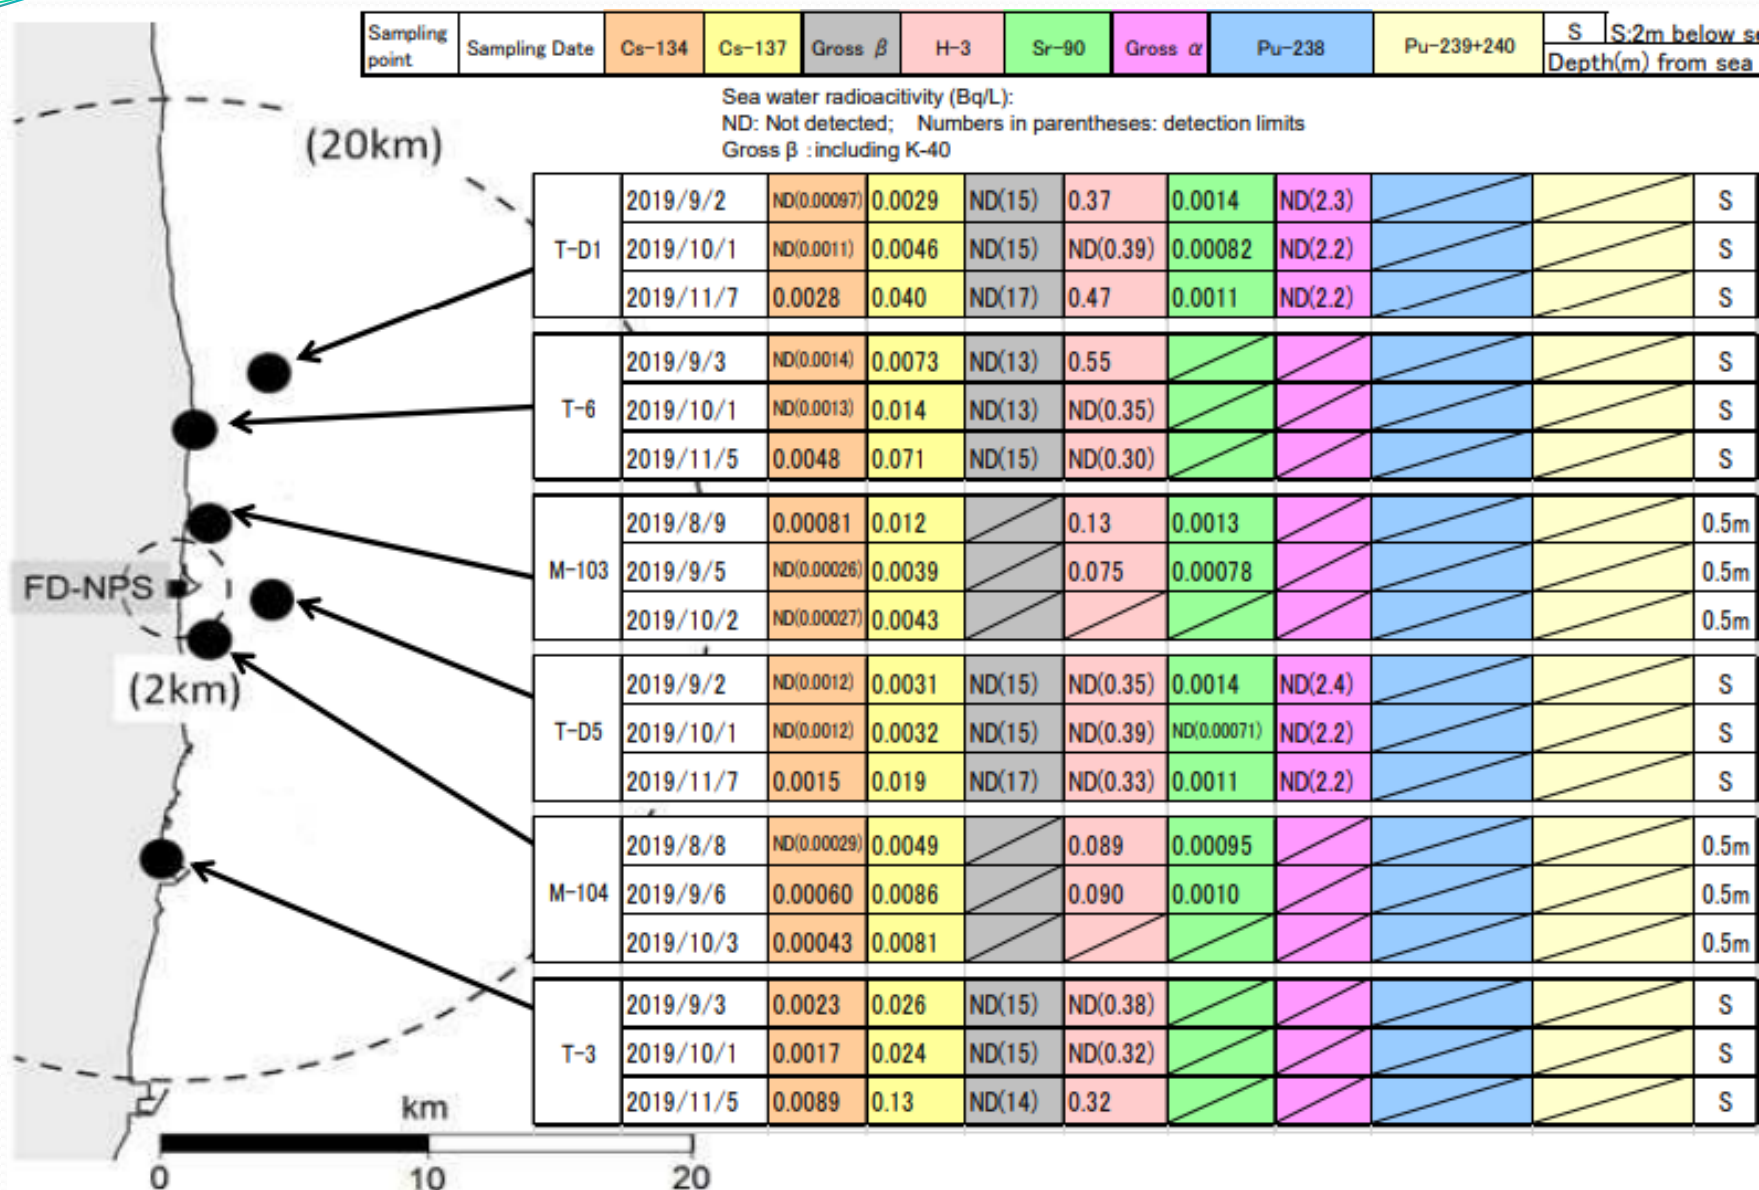 Sampling point | Sampling Date | Cs-134 | Cs-137 | Gross β | H-3 | Sr-90 | Gross α | Pu-238 | Pu-239+240 | S | S:2m below se
Depth(m) from sea
Sea water radioacitivity (Bq/L):
ND: Not detected; Numbers in parentheses: detection limits
Gross β :including K-40
(20km)
T-D1
2019/9/2 ND(0.00097) 0.0029 ND(15) 0.37 0.0014 ND(2.3) S
2019/10/1 ND(0.0011) 0.0046 ND(15) ND(0.39) 0.00082 ND(2.2) S
2019/11/7 0.0028 0.040 ND(17) 0.47 0.0011 ND(2.2) S
T-6
2019/9/3 ND(0.0014) 0.0073 ND(13) 0.55 S
2019/10/1 ND(0.0013) 0.014 ND(13) ND(0.35) S
2019/11/5 0.0048 0.071 ND(15) ND(0.30) S
M-103
2019/8/9 0.00081 0.012 0.13 0.0013 0.5m
2019/9/5 ND(0.00026) 0.0039 0.075 0.00078 0.5m
2019/10/2 ND(0.00027) 0.0043 0.5m
FD-NPS
(2km)
T-D5
2019/9/2 ND(0.0012) 0.0031 ND(15) ND(0.35) 0.0014 ND(2.4) S
2019/10/1 ND(0.0012) 0.0032 ND(15) ND(0.39) ND(0.00071) ND(2.2) S
2019/11/7 0.0015 0.019 ND(17) ND(0.33) 0.0011 ND(2.2) S
M-104
2019/8/8 ND(0.00029) 0.0049 0.089 0.00095 0.5m
2019/9/6 0.00060 0.0086 0.090 0.0010 0.5m
2019/10/3 0.00043 0.0081 0.5m
T-3
2019/9/3 0.0023 0.026 ND(15) ND(0.38) S
2019/10/1 0.0017 0.024 ND(15) ND(0.32) S
2019/11/5 0.0089 0.13 ND(14) 0.32 S
km
0 10 20